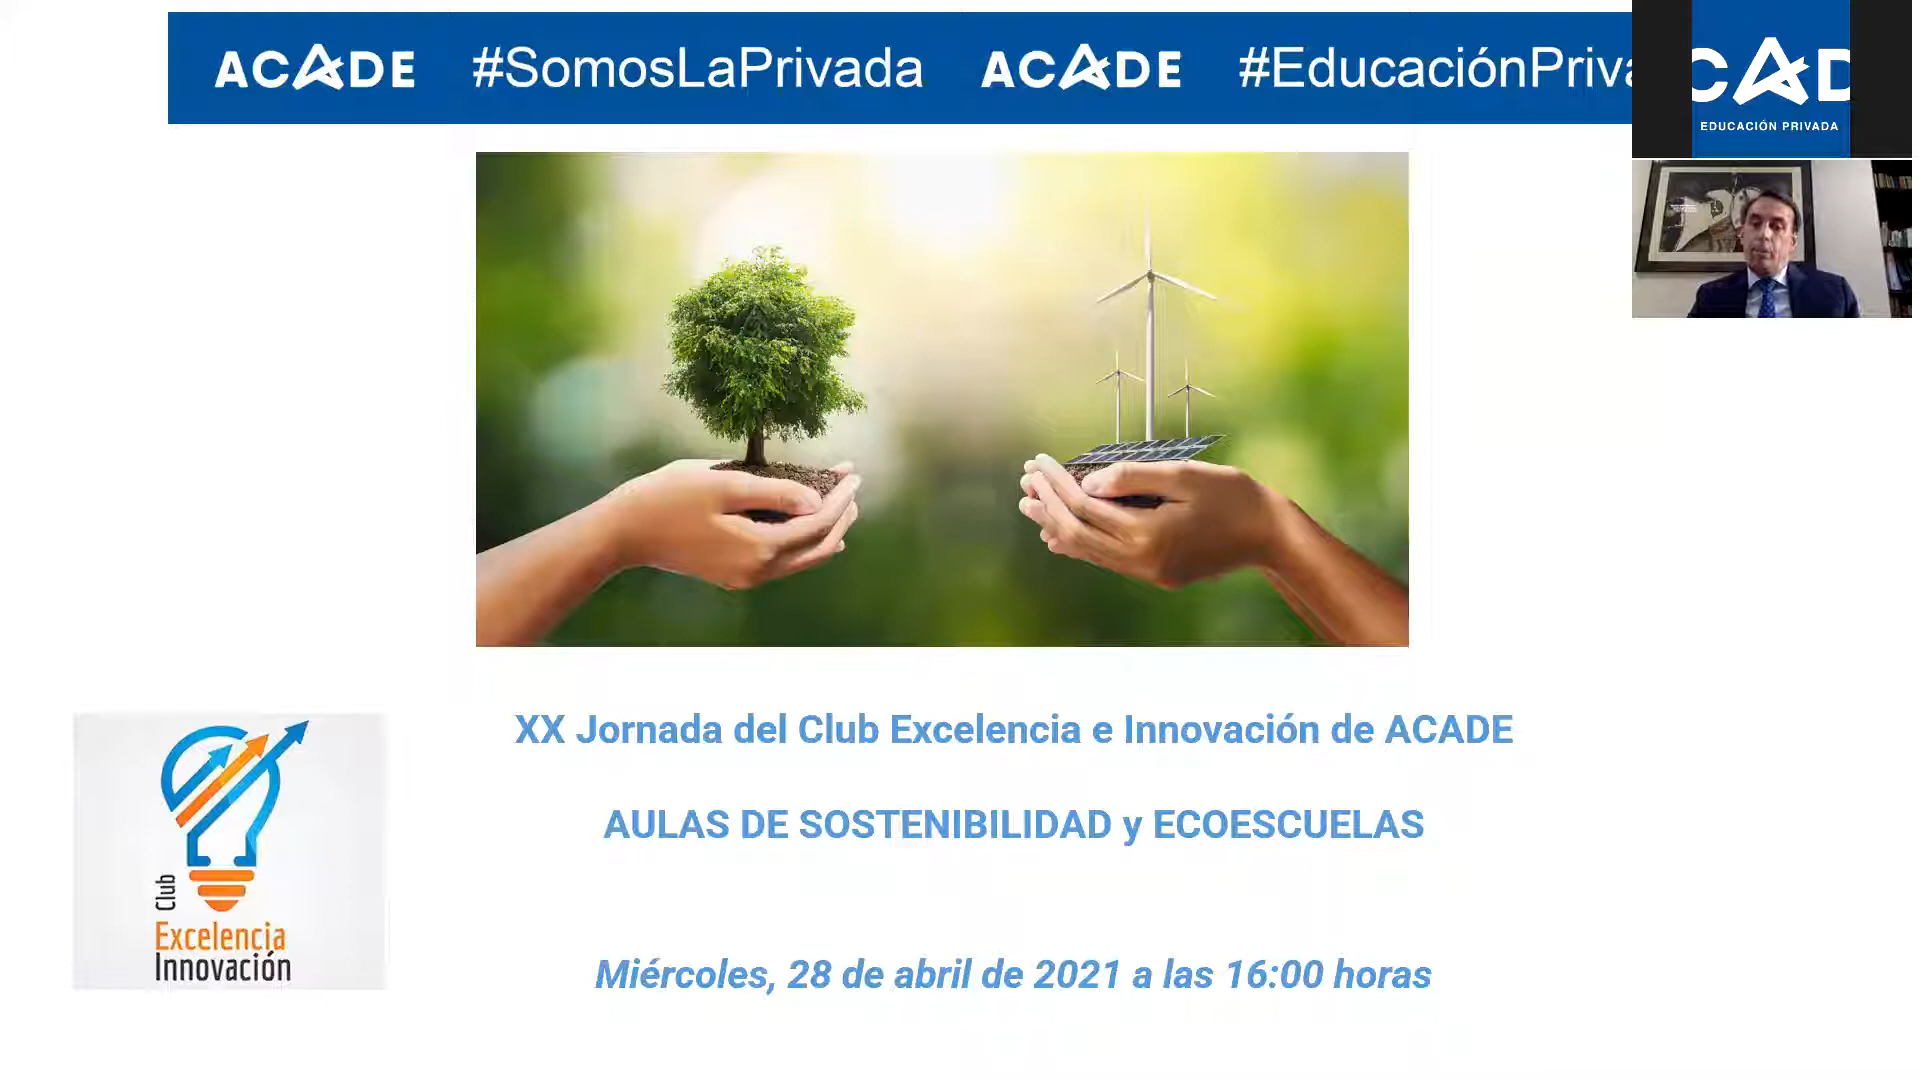 ACADE #SomosLaPrivada ACADE #EducaciónPriva
CAD
EDUCACIÓN PRIVADA
XX Jornada del Club Excelencia e Innovación de ACADE
AULAS DE SOSTENIBILIDAD y ECOESCUELAS
Miércoles, 28 de abril de 2021 a las 16:00 horas
Club
Excelencia
Innovación